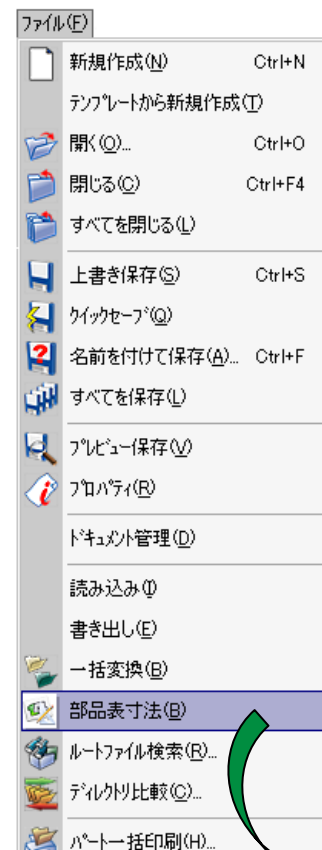 ファイル(F)
新規作成(N) Ctrl+N
テンプレートから新規作成(T)
開く(O)... Ctrl+O
閉じる(C) Ctrl+F4
すべてを閉じる(L)
上書き保存(S) Ctrl+S
クイックセーブ(Q)
名前を付けて保存(A)... Ctrl+F
すべてを保存(L)
プレビュー保存(V)
プロパティ(R)
ドキュメント管理(D)
読み込み(I)
書き出し(E)
一括変換(B)
部品表寸法(B)
ルートファイル検索(R)...
ディレクトリ比較(C)...
パート一括印刷(H)...